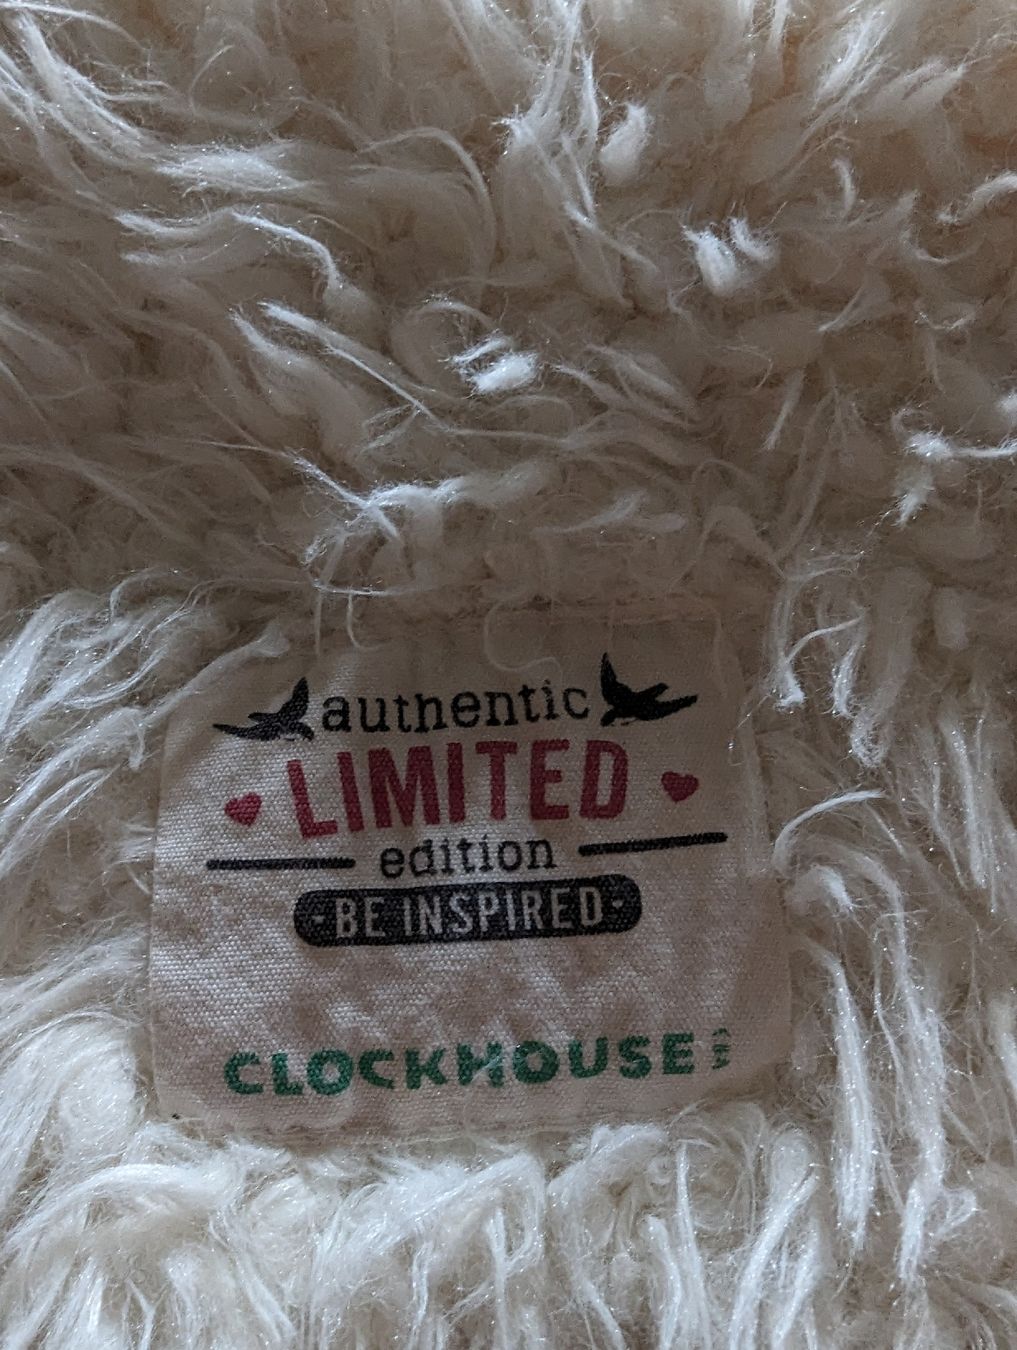 authentic
LIMITED
edition
-BE INSPIRED-
CLOCKHOUSE